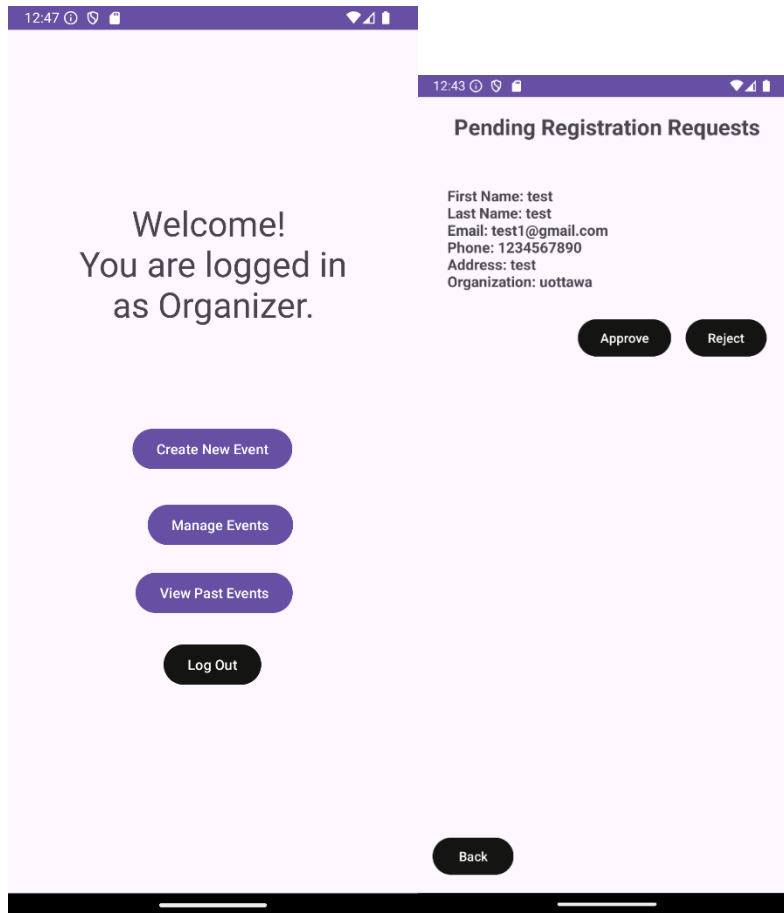 12:47
Welcome!
You are logged in
as Organizer.
Create New Event
Manage Events
View Past Events
Log Out
12:43
Pending Registration Requests
First Name: test
Last Name: test
Email: test1@gmail.com
Phone: 1234567890
Address: test
Organization: uottawa
Approve
Reject
Back